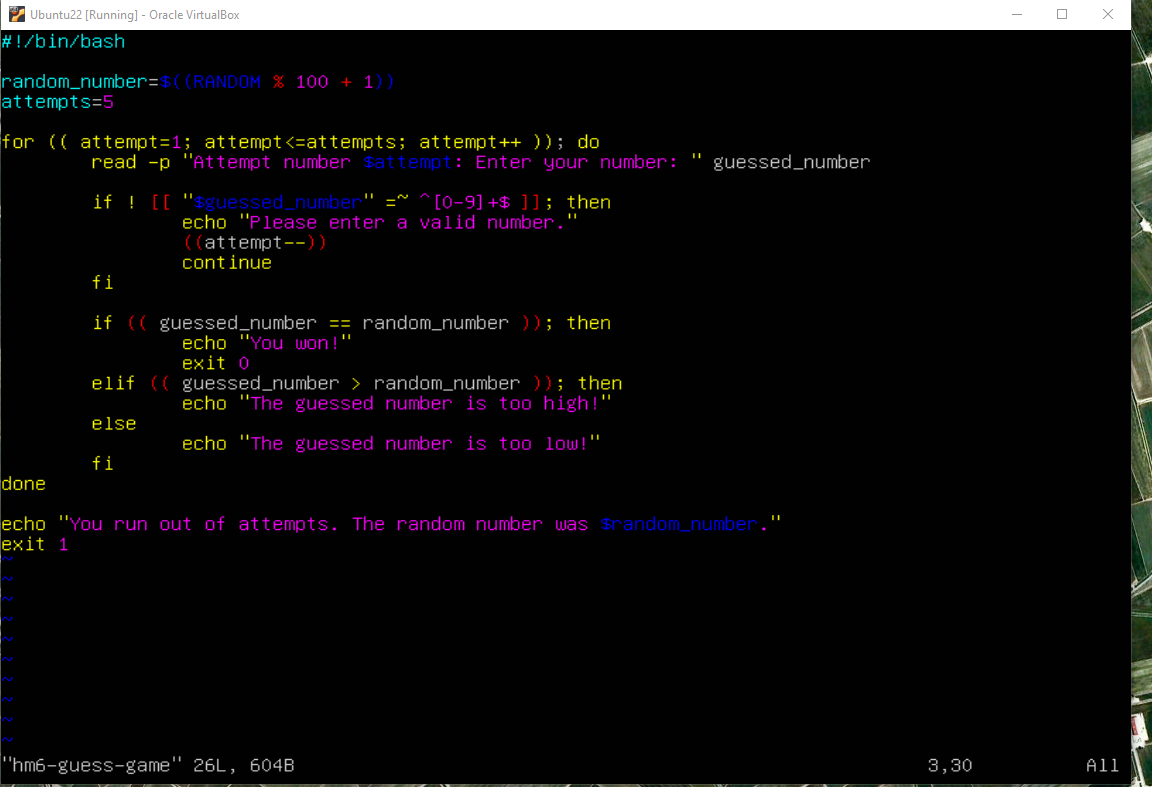 Ubuntu22 [Running] - Oracle VirtualBox
#!/bin/bash

random_number=$((RANDOM % 100 + 1))
attempts=5

for (( attempt=1; attempt<=attempts; attempt++ )); do
        read -p "Attempt number $attempt: Enter your number: " guessed_number

        if ! [[ "$guessed_number" =~ ^[0-9]+$ ]]; then
                echo "Please enter a valid number."
                ((attempt--))
                continue
        fi

        if (( guessed_number == random_number )); then
                echo "You won!"
                exit 0
        elif (( guessed_number > random_number )); then
                echo "The guessed number is too high!"
        else
                echo "The guessed number is too low!"
        fi
done

echo "You run out of attempts. The random number was $random_number."
exit 1
~
~
~
~
~
~
~
~
~
~
"hm6-guess-game" 26L, 604B 3,30 All